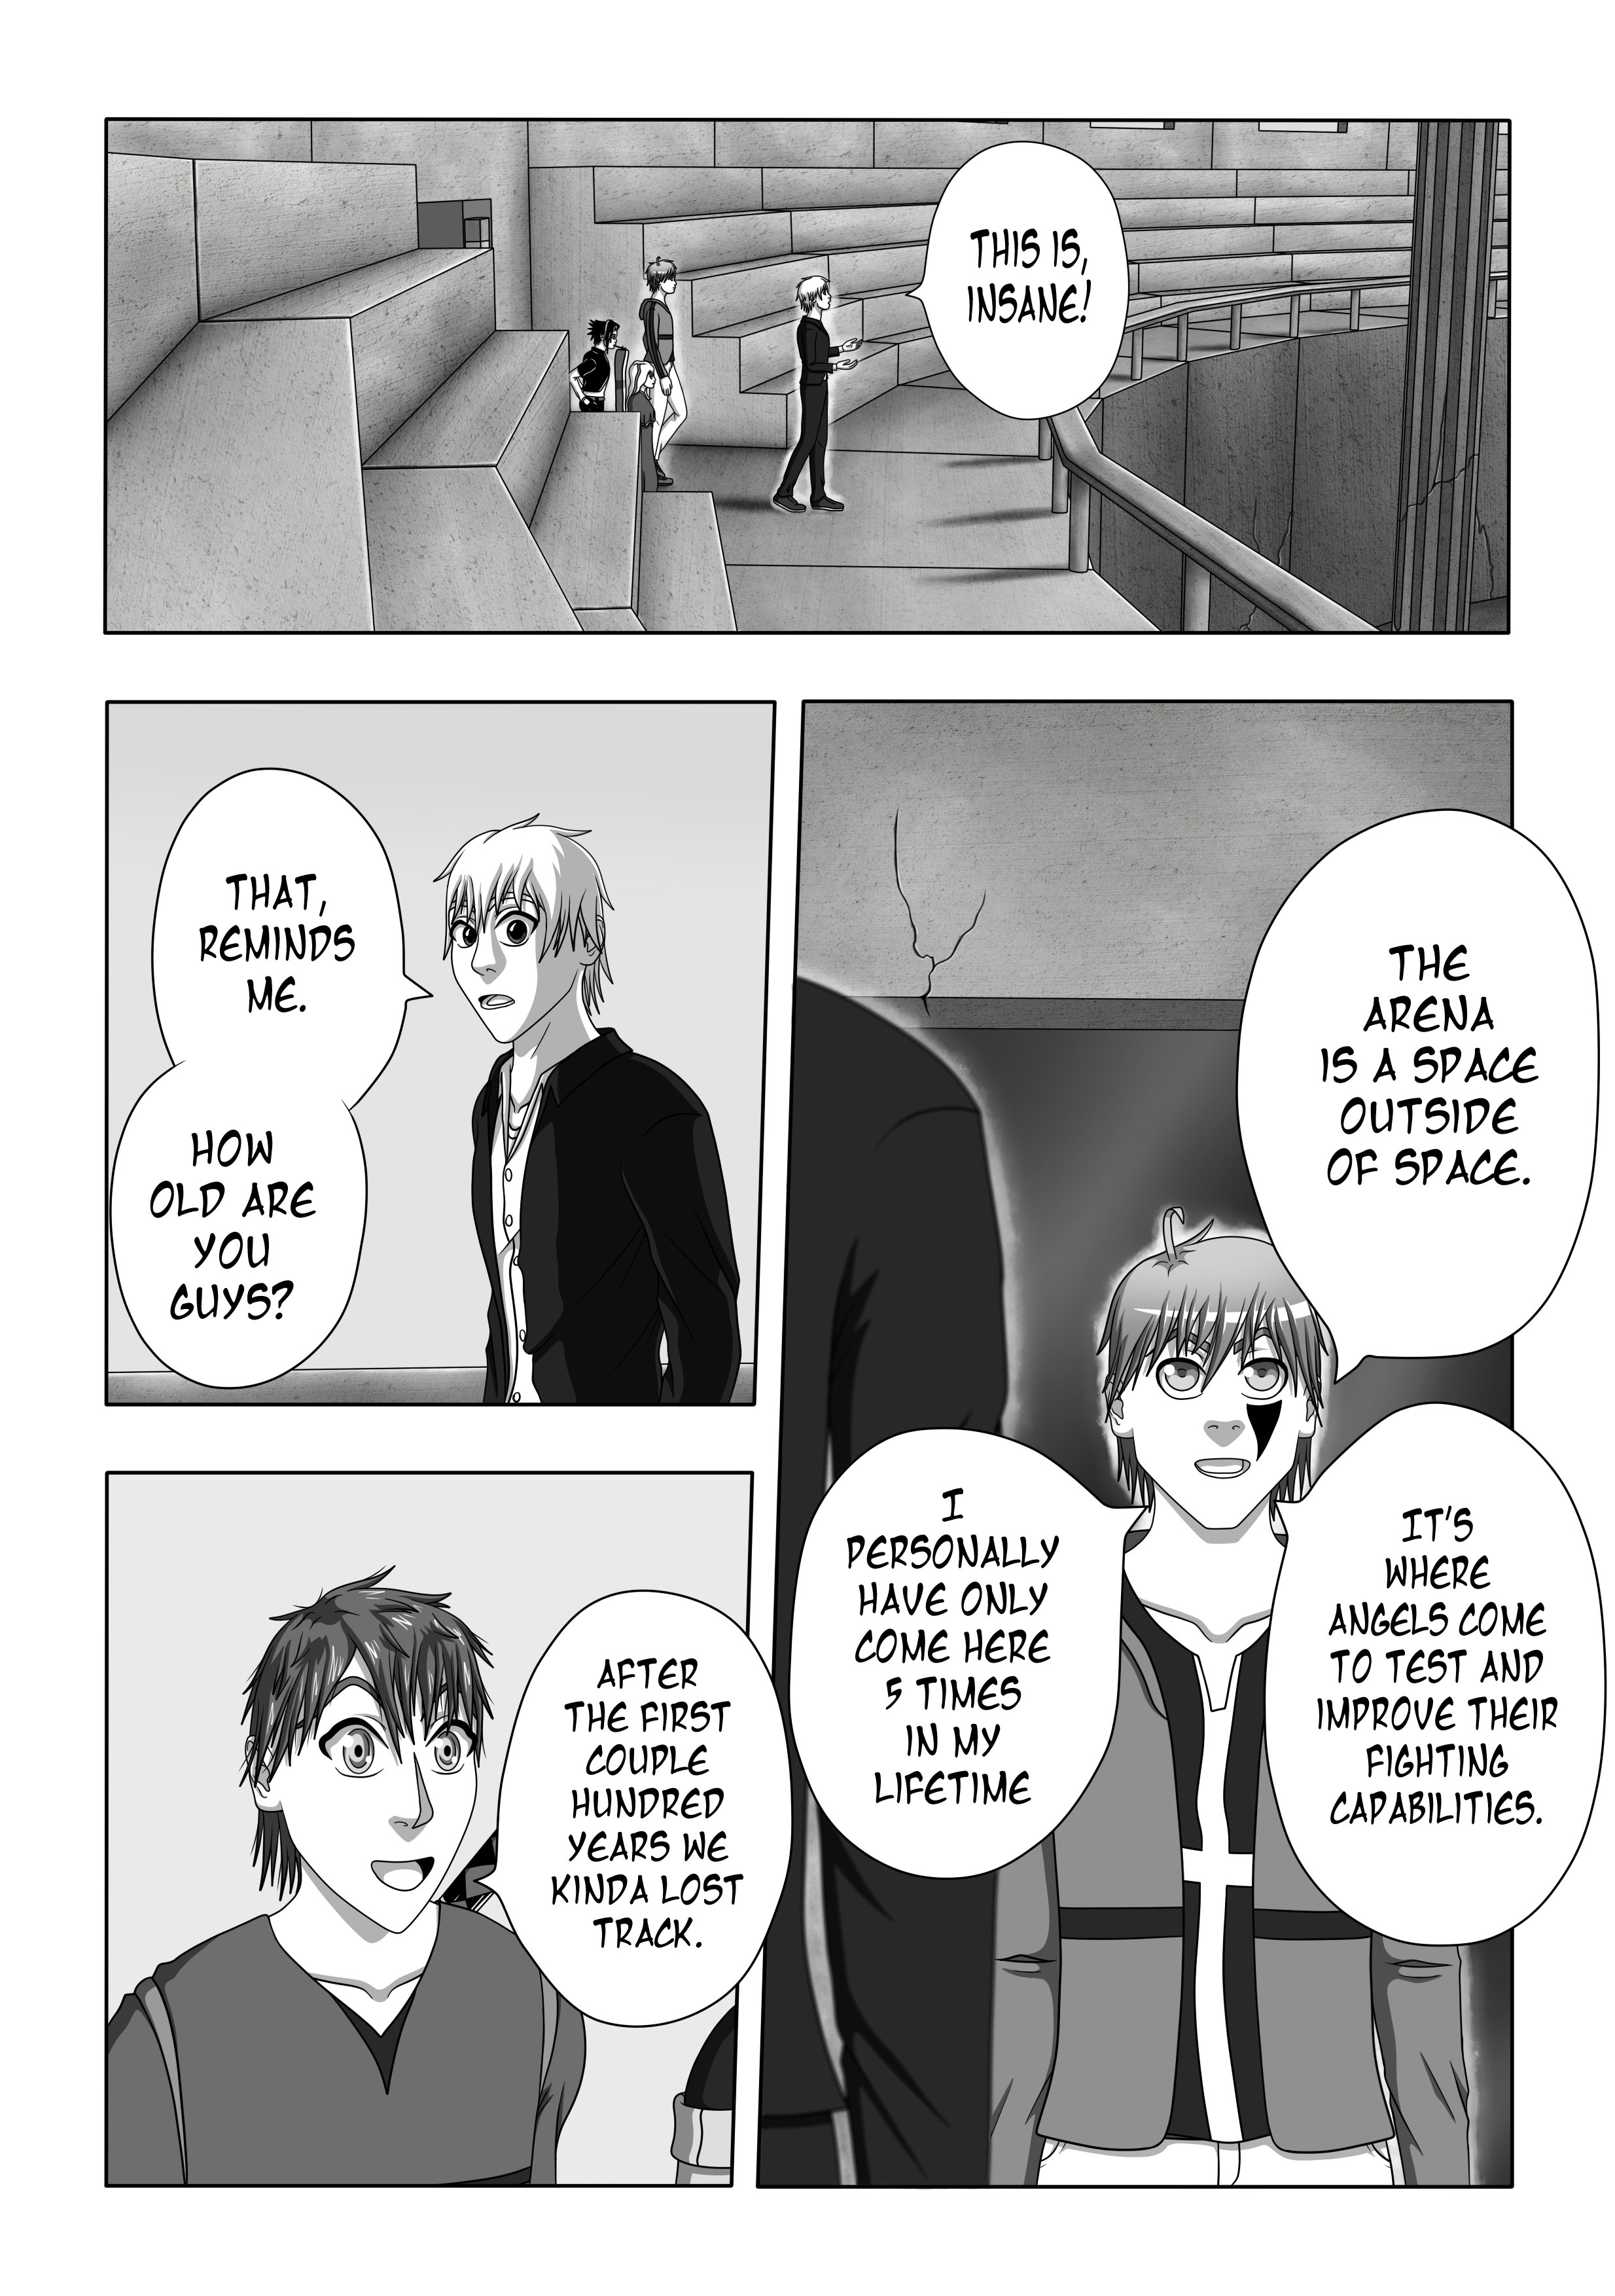 THIS IS,
INSANE!
THE
ARENA
IS A SPACE
OUTSIDE
OF SPACE.
IT'S
WHERE
ANGELS COME
TO TEST AND
IMPROVE THEIR
FIGHTING
CAPABILITIES.
I
PERSONALLY
HAVE ONLY
COME HERE
5 TIMES
IN MY
LIFETIME
THAT,
REMINDS
ME.
HOW
OLD ARE
YOU
GUYS?
AFTER
THE FIRST
COUPLE
HUNDRED
YEARS WE
KINDA LOST
TRACK.